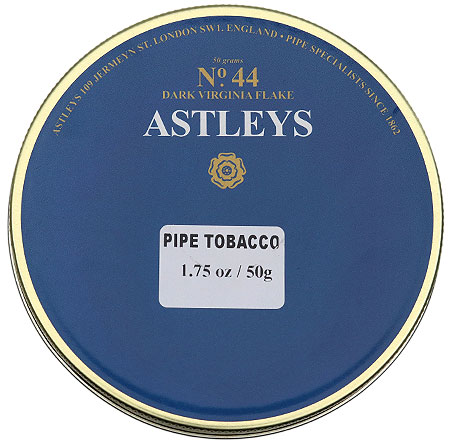 ASTLEYS 109 JERMEYN ST. LONDON SW1. ENGLAND • PIPE SPECIALISTS SINCE 1862
50 grams
No. 44
DARK VIRGINIA FLAKE
ASTLEYS
PIPE TOBACCO
1.75 oz / 50g